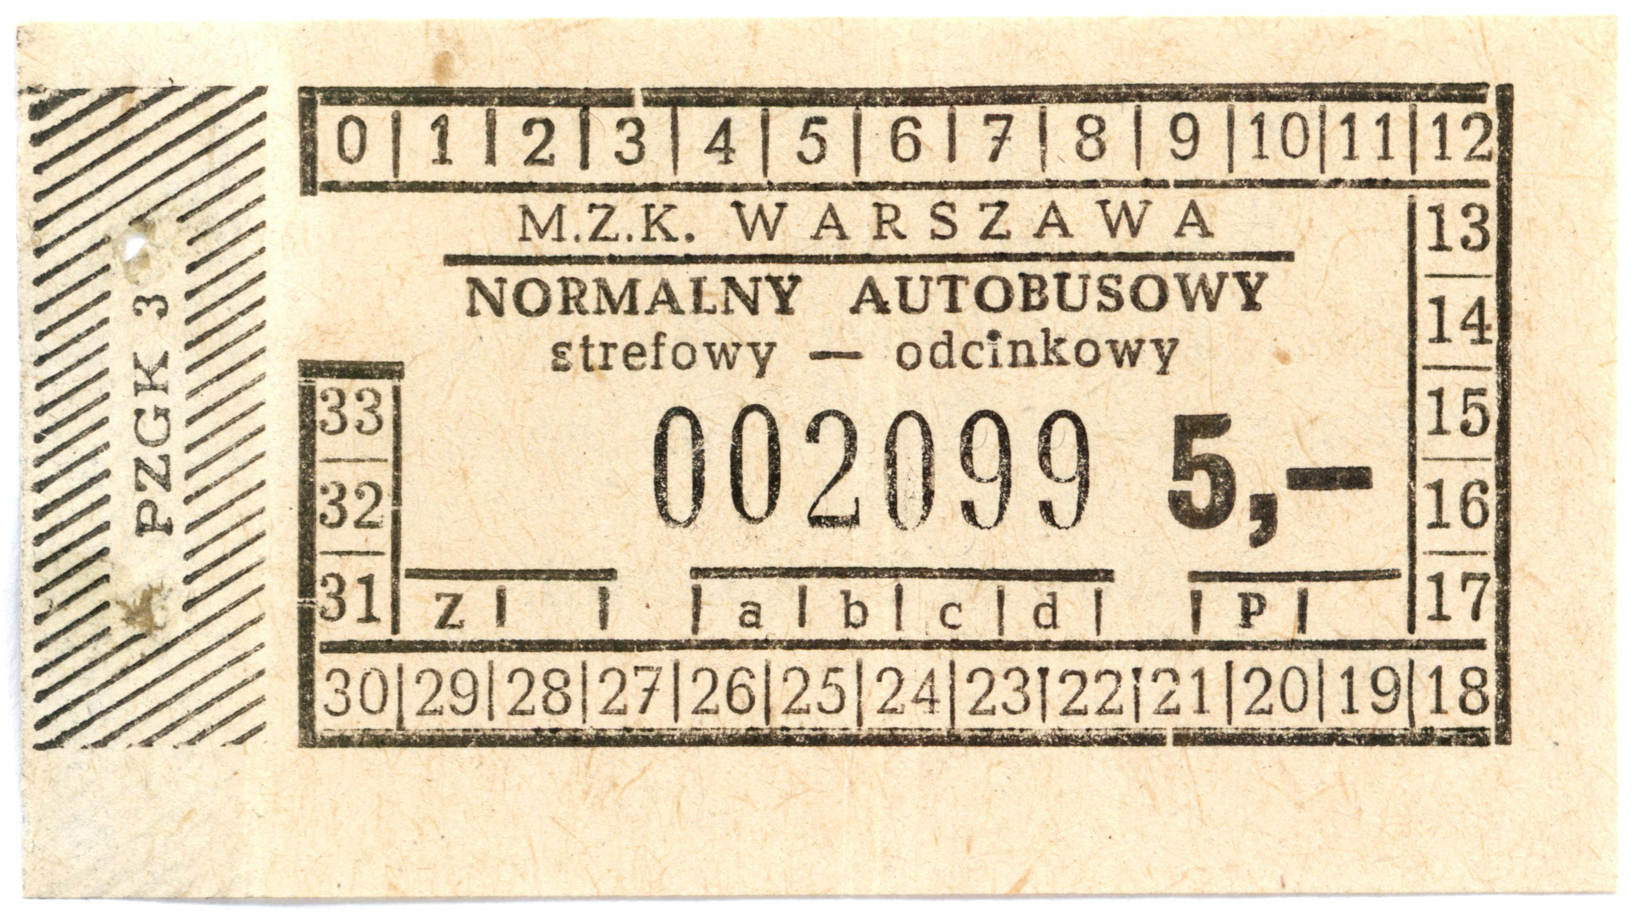 PZGK 3
0 1 2 3 4 5 6 7 8 9 10 11 12
M.Z.K. WARSZAWA
13
NORMALNY AUTOBUSOWY
14
strefowy — odcinkowy
33
15
002099 5,—
32
16
31
Z a b c d P
17
30 29 28 27 26 25 24 23 22 21 20 19 18